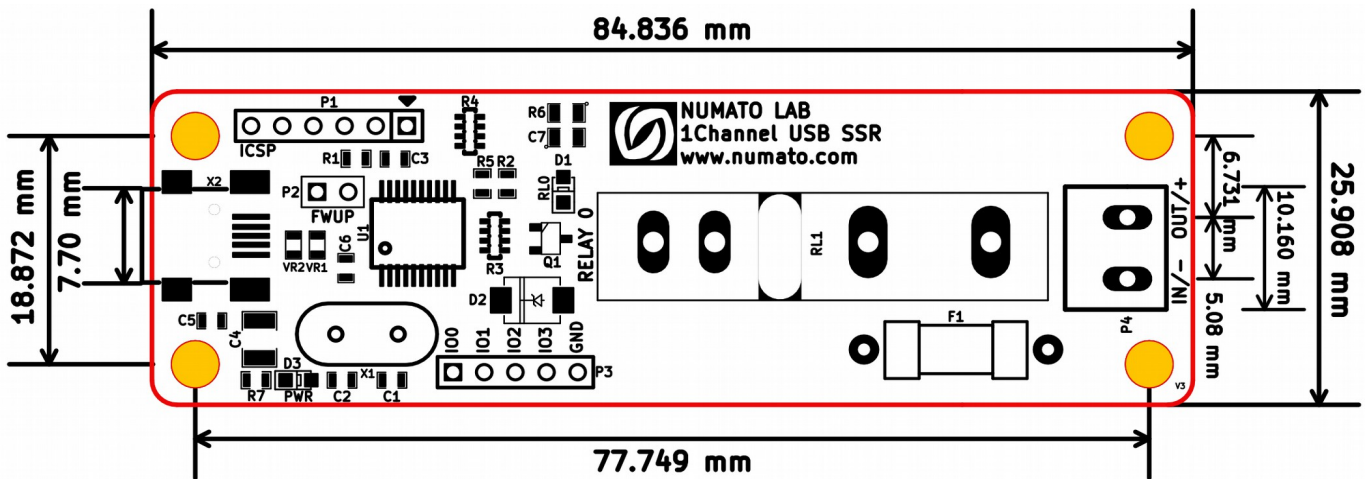 84.836 mm
P1
ICSP
R4
R6
C7
NUMATO LAB
1Channel USB SSR
www.numato.com
R1
C3
R5
R2
D1
RL0
X2
P2
FWUP
U1
C6
VR2
VR1
R3
Q1
RELAY 0
RL1
OUT/+
IO
IN/-
P4
6.731 mm
10.160 mm
5.08 mm
25.908 mm
18.872 mm
7.70 mm
D2
C5
C4
IO0
IO1
IO2
IO3
GND
P3
F1
X1
D3
R7
PWR
C2
C1
V3
77.749 mm